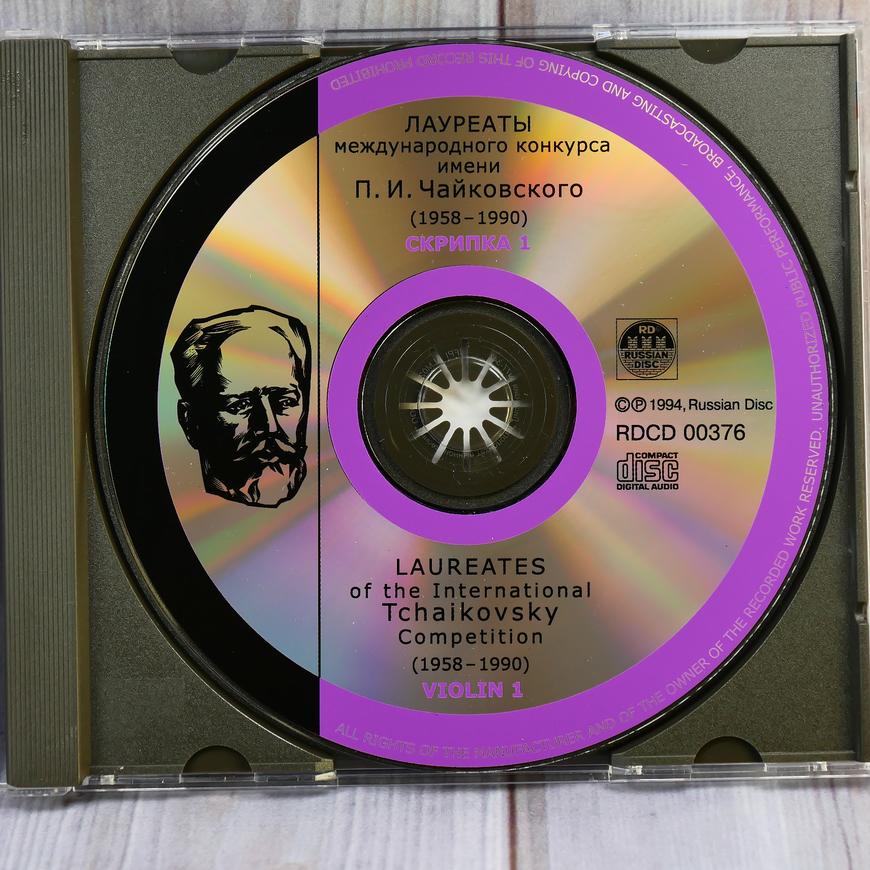 ЛАУРЕАТЫ
международного конкурса
имени
П. И. Чайковского
(1958–1990)
СКРИПКА 1
RD
RUSSIAN
DISC
©℗ 1994, Russian Disc
RDCD 00376
COMPACT
disc
DIGITAL AUDIO
LAUREATES
of the International
Tchaikovsky
Competition
(1958–1990)
VIOLIN 1
ALL RIGHTS OF THE MANUFACTURER AND OF THE OWNER OF THE RECORDED WORK RESERVED. UNAUTHORIZED PUBLIC PERFORMANCE, BROADCASTING AND COPYING OF THIS RECORD PROHIBITED